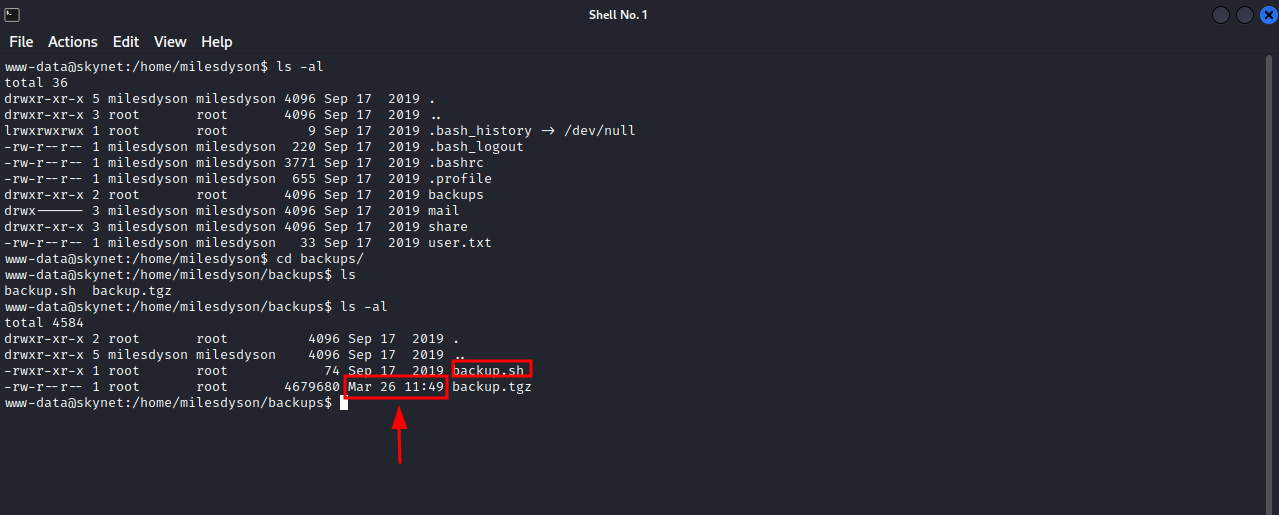 Shell No. 1
File Actions Edit View Help
www-data@skynet:/home/milesdyson$ ls -al
total 36
drwxr-xr-x 5 milesdyson milesdyson 4096 Sep 17  2019 .
drwxr-xr-x 3 root       root       4096 Sep 17  2019 ..
lrwxrwxrwx 1 root       root          9 Sep 17  2019 .bash_history → /dev/null
-rw-r--r-- 1 milesdyson milesdyson  220 Sep 17  2019 .bash_logout
-rw-r--r-- 1 milesdyson milesdyson 3771 Sep 17  2019 .bashrc
-rw-r--r-- 1 milesdyson milesdyson  655 Sep 17  2019 .profile
drwxr-xr-x 2 root       root       4096 Sep 17  2019 backups
drwx------ 3 milesdyson milesdyson 4096 Sep 17  2019 mail
drwxr-xr-x 3 milesdyson milesdyson 4096 Sep 17  2019 share
-rw-r--r-- 1 milesdyson milesdyson   33 Sep 17  2019 user.txt
www-data@skynet:/home/milesdyson$ cd backups/
www-data@skynet:/home/milesdyson/backups$ ls
backup.sh  backup.tgz
www-data@skynet:/home/milesdyson/backups$ ls -al
total 4584
drwxr-xr-x 2 root       root          4096 Sep 17  2019 .
drwxr-xr-x 5 milesdyson milesdyson    4096 Sep 17  2019 ..
-rwxr-xr-x 1 root       root            74 Sep 17  2019 backup.sh
-rw-r--r-- 1 root       root       4679680 Mar 26 11:49 backup.tgz
www-data@skynet:/home/milesdyson/backups$